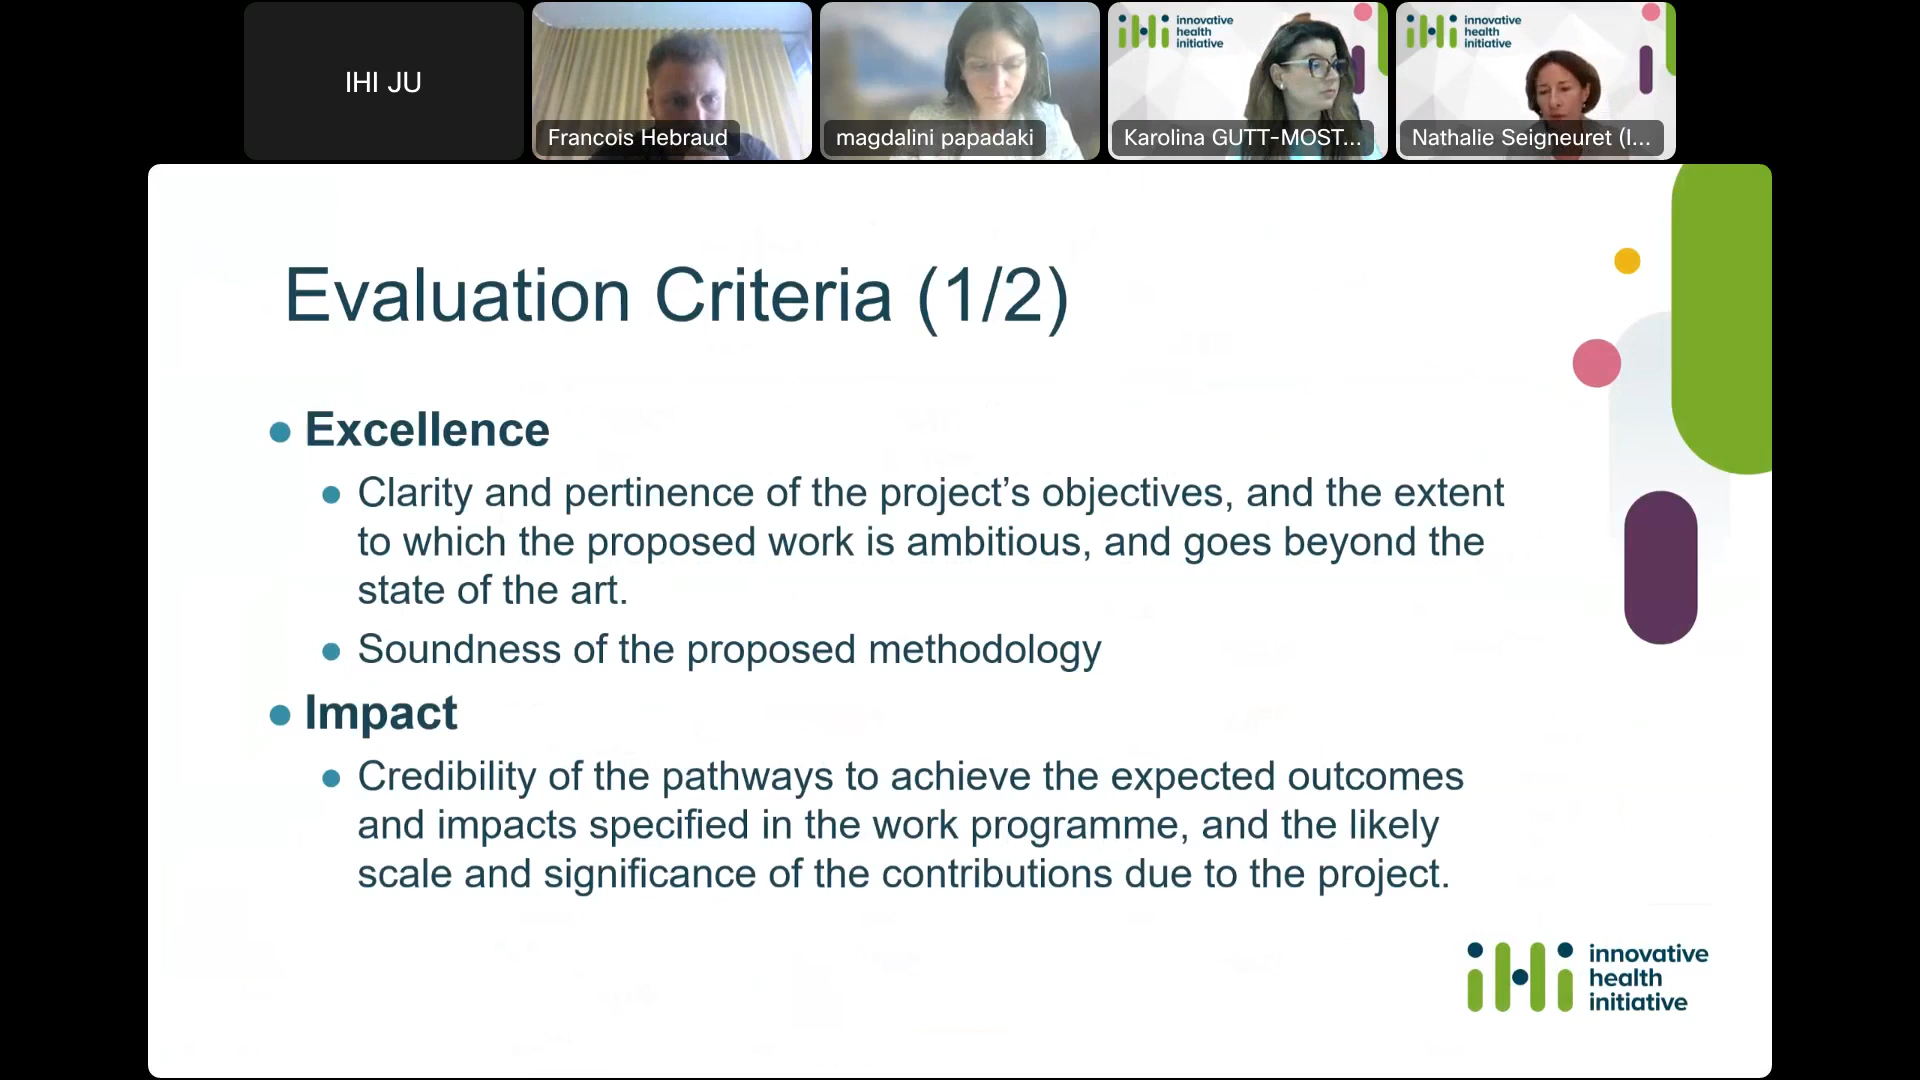 IHI JU
Francois Hebraud
magdalini papadaki
innovative
health
initiative
Karolina GUTT-MOST...
innovative
health
initiative
Nathalie Seigneuret (I...
Evaluation Criteria (1/2)
Excellence
Clarity and pertinence of the project’s objectives, and the extent
to which the proposed work is ambitious, and goes beyond the
state of the art.
Soundness of the proposed methodology
Impact
Credibility of the pathways to achieve the expected outcomes
and impacts specified in the work programme, and the likely
scale and significance of the contributions due to the project.
iHi
innovative
health
initiative